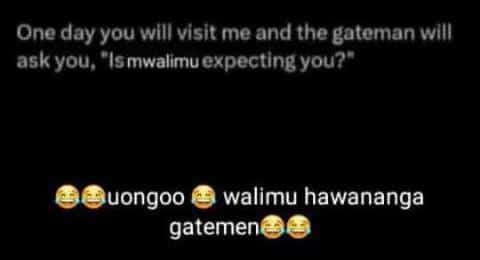 One day you will visit me and the gateman will
ask you, "Is mwalimu expecting you?"
😂😂uongoo 😂 walimu hawananga
gatemen😂😂